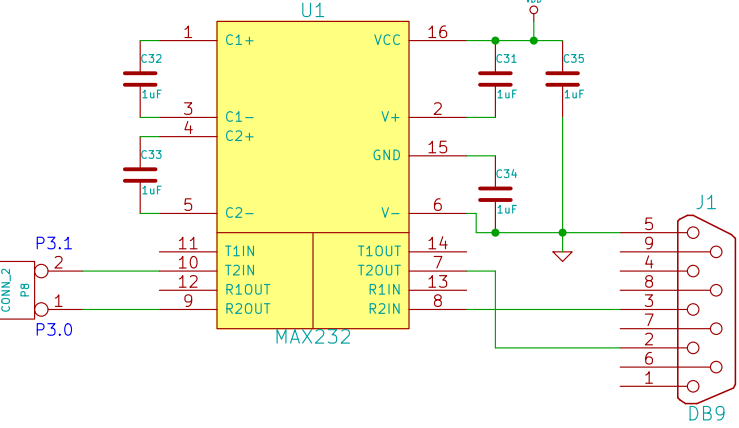 U1
VDD
1 C1+ VCC 16
C32 C31 C35
1uF 1uF 1uF
3 C1- V+ 2
4 C2+
C33 GND 15
1uF C34
1uF
5 C2- V- 6
J1
5
P3.1 11 T1IN T1OUT 14 9
2 10 T2IN T2OUT 7 4
CONN_2 P8 12 R1OUT R1IN 13 8
1 9 R2OUT R2IN 8 3
P3.0 MAX232 7
2
6
1
DB9